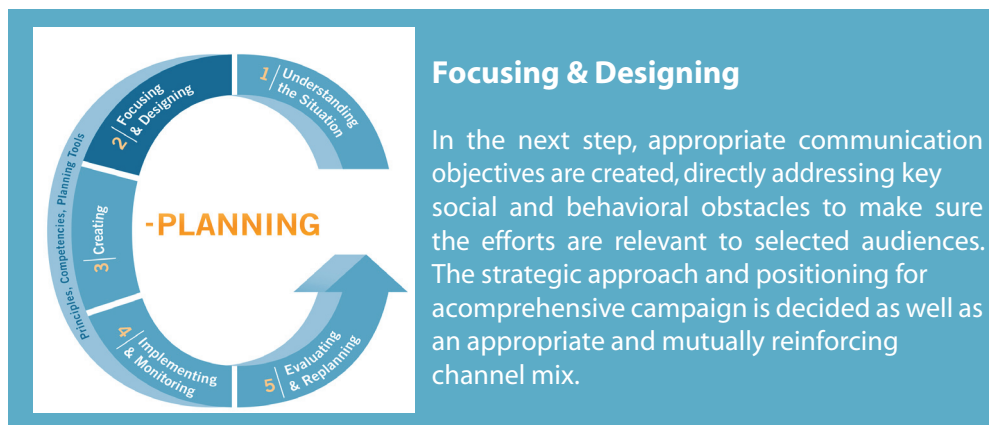 1 Understanding
the Situation
2 Focusing
& Designing
3 Creating
4 Implementing
& Monitoring
5 Evaluating
& Replanning
Principles, Competencies, Planning Tools
-PLANNING
Focusing & Designing
In the next step, appropriate communication
objectives are created, directly addressing key
social and behavioral obstacles to make sure
the efforts are relevant to selected audiences.
The strategic approach and positioning for
acomprehensive campaign is decided as well as
an appropriate and mutually reinforcing
channel mix.